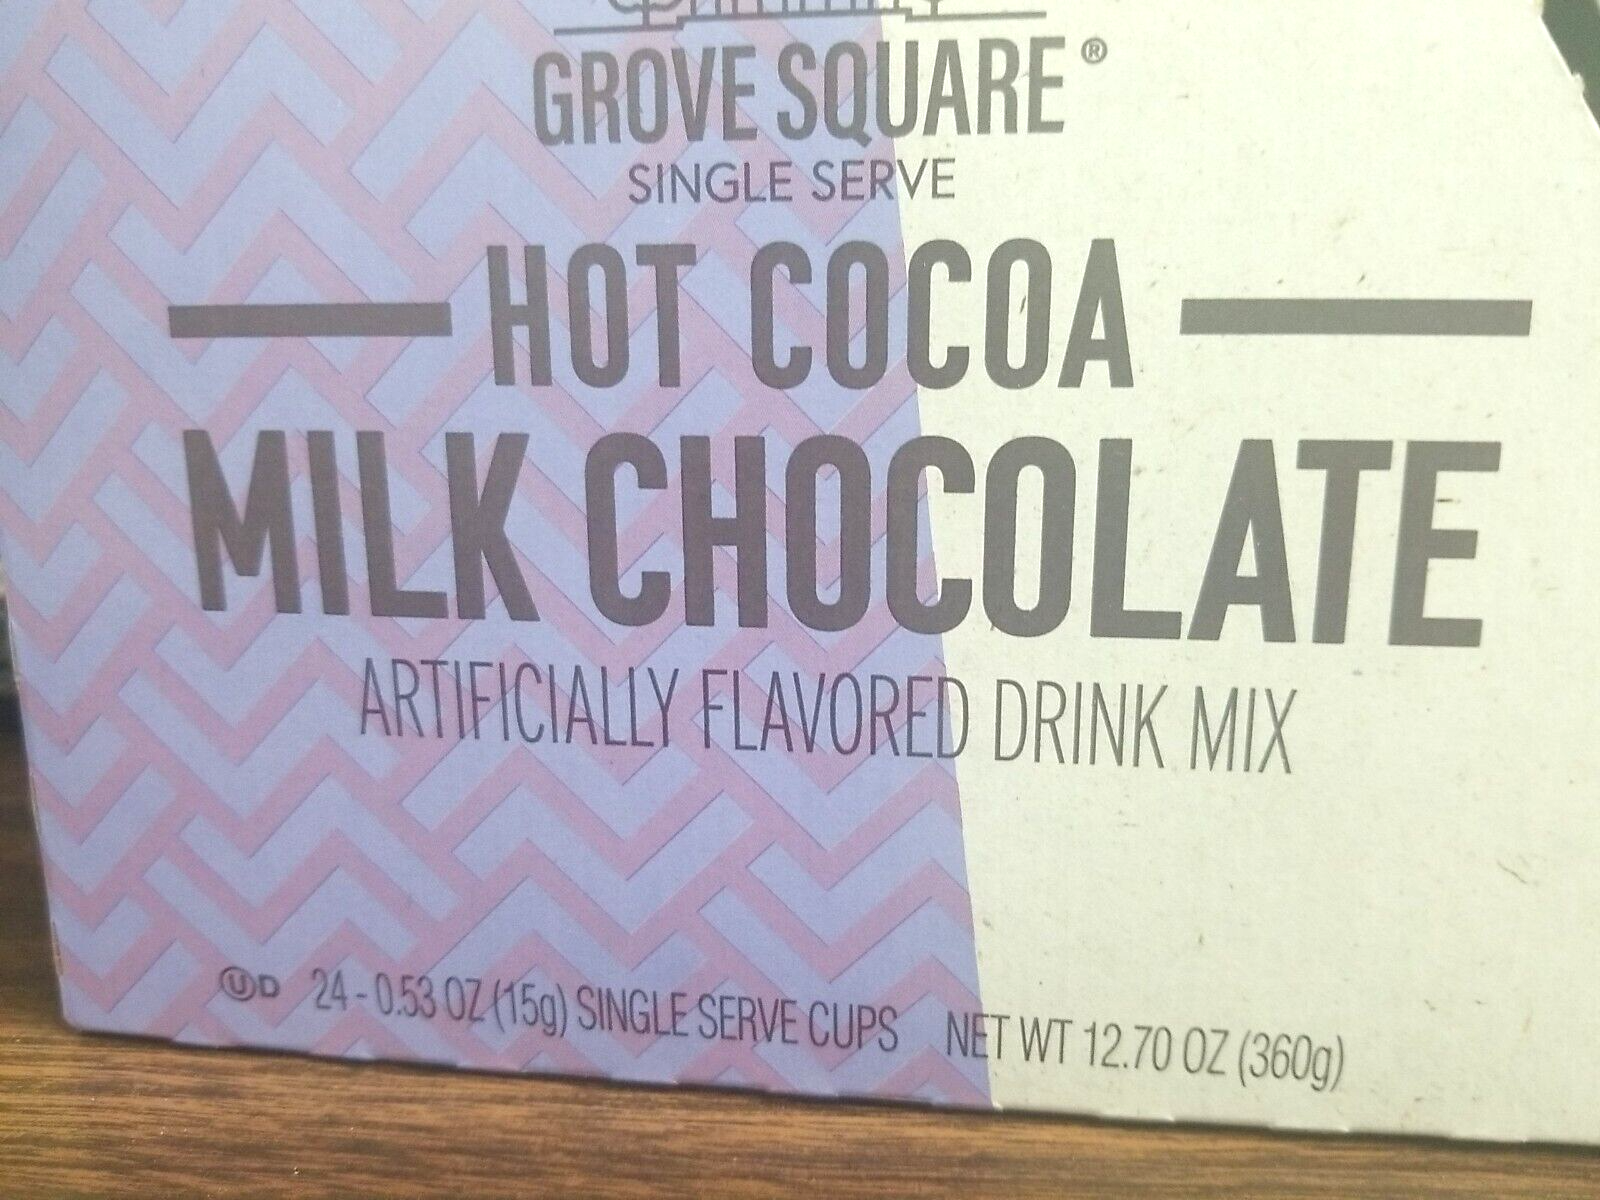 GROVE SQUARE®
SINGLE SERVE
HOT COCOA
MILK CHOCOLATE
ARTIFICIALLY FLAVORED DRINK MIX
Ⓤ D 24 - 0.53 OZ (15g) SINGLE SERVE CUPS NET WT 12.70 OZ (360g)